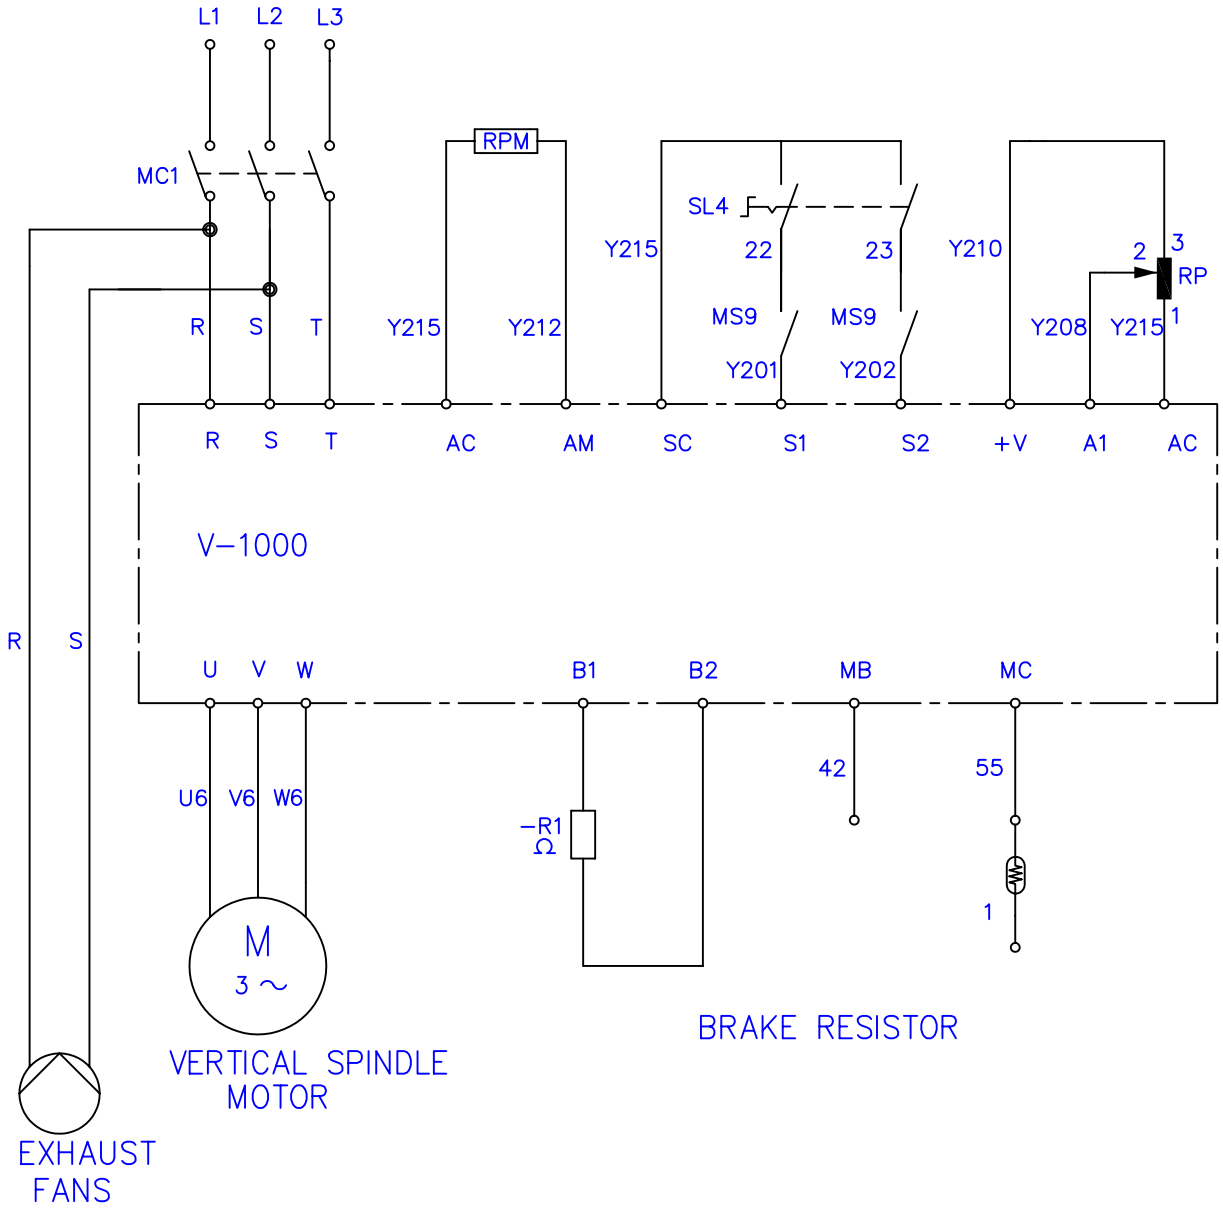 L1 L2 L3
RPM
MC1
SL4
Y215 22 23 Y210 2 3
RP
R S T Y215 Y212 MS9 MS9 Y208 Y215 1
Y201 Y202
R S T AC AM SC S1 S2 +V A1 AC
V-1000
R S
U V W B1 B2 MB MC
U6 V6 W6 42 55
-R1
Ω
1
M
3 ~
BRAKE RESISTOR
VERTICAL SPINDLE
MOTOR
EXHAUST
FANS